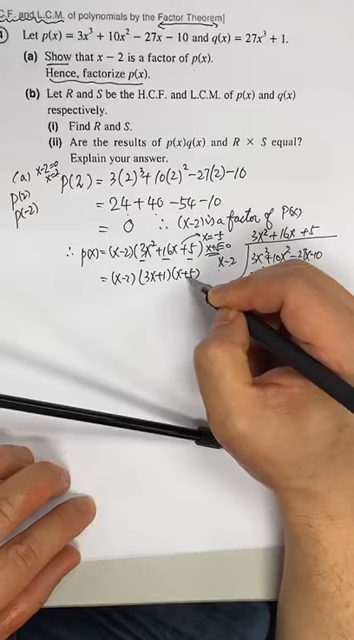 C.F. and L.C.M. of polynomials by the Factor Theorem]
Let p(x) = 3x³ + 10x² − 27x − 10 and q(x) = 27x³ + 1.
(a) Show that x − 2 is a factor of p(x).
Hence, factorize p(x).
(b) Let R and S be the H.C.F. and L.C.M. of p(x) and q(x)
respectively.
(i) Find R and S.
(ii) Are the results of p(x)q(x) and R × S equal?
Explain your answer.
(a) x-2=0
x=2
P(2) = 3(2)³+10(2)²-27(2)-10
P(2)
p(-2)
= 24 + 40 - 54 - 10
= 0 ∴ (x-2) is a factor of P(x)
∴ p(x) = (x-2)(3x²+16x+5)
x=-5
x+5=0
= (x-2)(3x+1)(x+5)
3x²+16x+5
x-2 3x³+10x²-27x-10